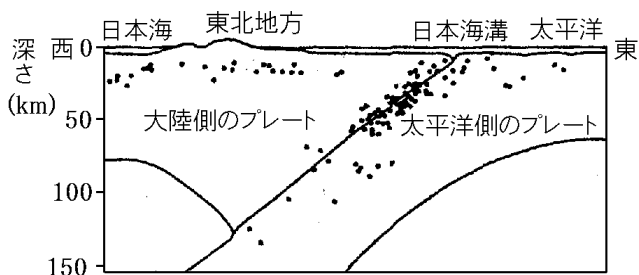 日本海 東北地方 日本海溝 太平洋
深さ 西 0 東
(km)
50
大陸側のプレート 太平洋側のプレート
100
150